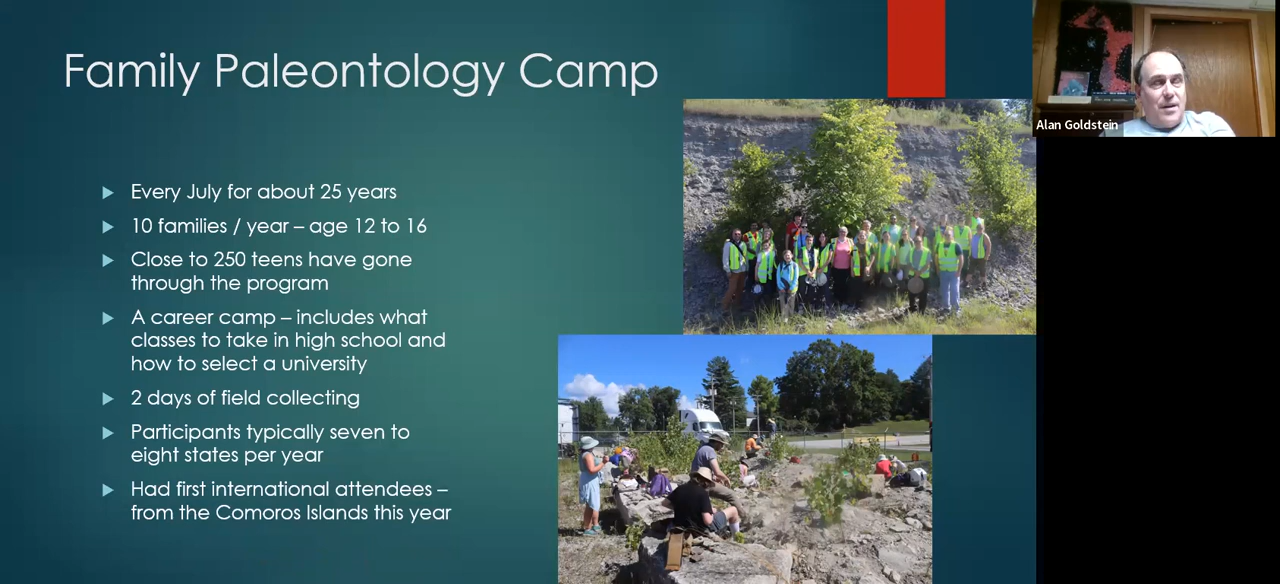 Family Paleontology Camp
Every July for about 25 years
10 families / year – age 12 to 16
Close to 250 teens have gone
through the program
A career camp – includes what
classes to take in high school and
how to select a university
2 days of field collecting
Participants typically seven to
eight states per year
Had first international attendees –
from the Comoros Islands this year
Alan Goldstein